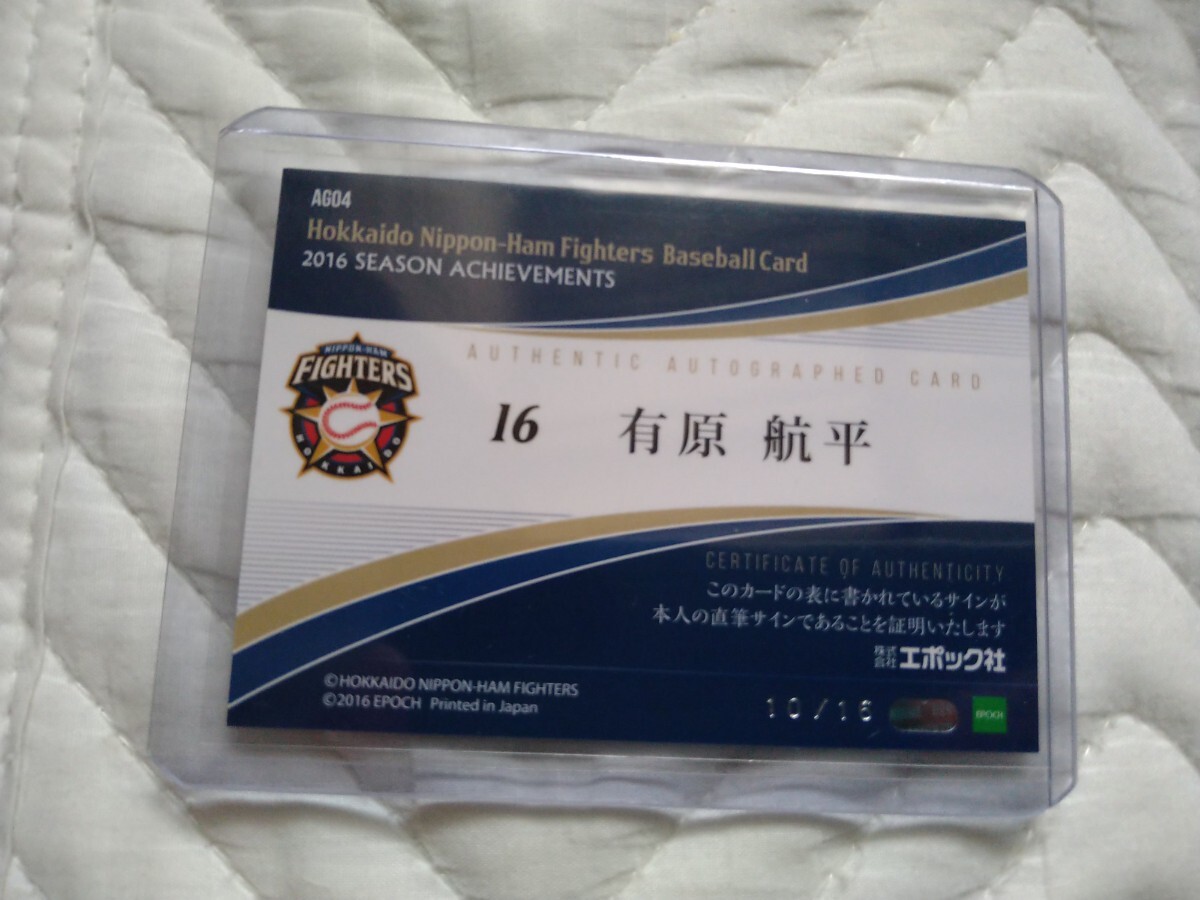 AG04
Hokkaido Nippon-Ham Fighters Baseball Card
2016 SEASON ACHIEVEMENTS
AUTHENTIC AUTOGRAPHED CARD
NIPPON-HAM
FIGHTERS
HOKKAIDO
16 有原 航平
CERTIFICATE OF AUTHENTICITY
このカードの表に書かれているサインが
本人の直筆サインであることを証明いたします
株式会社 エポック社
©HOKKAIDO NIPPON-HAM FIGHTERS
©2016 EPOCH Printed in Japan
10/16
EPOCH